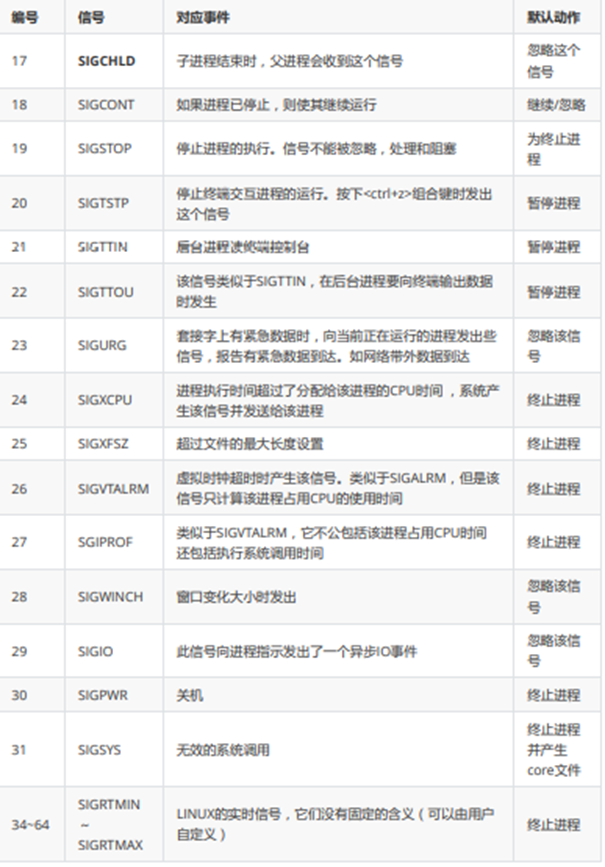 编号 信号 对应事件 默认动作
17 SIGCHLD 子进程结束时，父进程会收到这个信号 忽略这个
信号
18 SIGCONT 如果进程已停止，则使其继续运行 继续/忽略
19 SIGSTOP 停止进程的执行。信号不能被忽略，处理和阻塞 为终止进
程
20 SIGTSTP 停止终端交互进程的运行。按下<ctrl+z>组合键时发出
这个信号 暂停进程
21 SIGTTIN 后台进程读终端控制台 暂停进程
22 SIGTTOU 该信号类似于SIGTTIN，在后台进程要向终端输出数据
时发生 暂停进程
23 SIGURG 套接字上有紧急数据时，向当前正在运行的进程发出些 忽略该信
信号，报告有紧急数据到达。如网络带外数据到达 号
24 SIGXCPU 进程执行时间超过了分配给该进程的CPU时间 ，系统产
生该信号并发送给该进程 终止进程
25 SIGXFSZ 超过文件的最大长度设置 终止进程
26 SIGVTALRM 虚拟时钟超时时产生该信号。类似于SIGALRM，但是该
信号只计算该进程占用CPU的使用时间 终止进程
27 SGIPROF 类似于SIGVTALRM，它不公包括该进程占用CPU时间
还包括执行系统调用时间 终止进程
28 SIGWINCH 窗口变化大小时发出 忽略该信
号
29 SIGIO 此信号向进程指示发出了一个异步IO事件 忽略该信
号
30 SIGPWR 关机 终止进程
31 SIGSYS 无效的系统调用 终止进程
并产生
core文件
34~64 SIGRTMIN
~
SIGRTMAX LINUX的实时信号，它们没有固定的含义（可以由用户
自定义） 终止进程